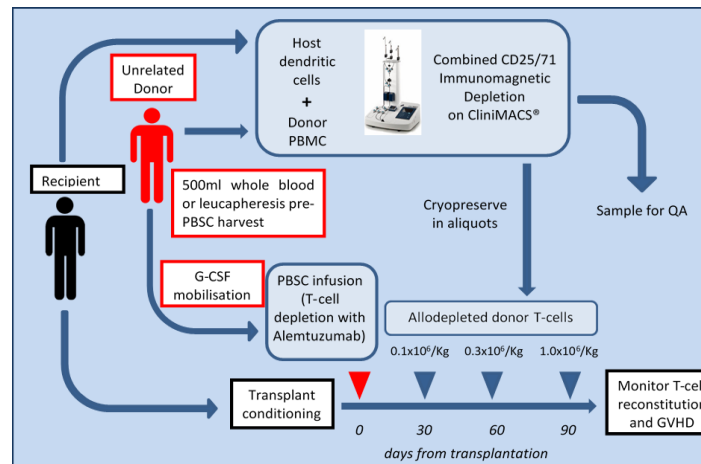 Unrelated
Donor
Host
dendritic
cells
+
Donor
PBMC
Combined CD25/71
Immunomagnetic
Depletion
on CliniMACS®
Recipient
500ml whole blood
or leucapheresis pre-
PBSC harvest
Cryopreserve
in aliquots
Sample for QA
G-CSF
mobilisation
PBSC infusion
(T-cell
depletion with
Alemtuzumab)
Allodepleted donor T-cells
0.1x10⁶/Kg 0.3x10⁶/Kg 1.0x10⁶/Kg
Transplant
conditioning
Monitor T-cell
reconstitution
and GVHD
0 30 60 90
days from transplantation